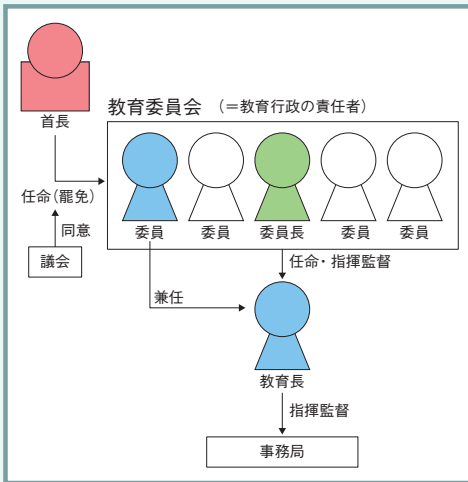 首長
教育委員会 （＝教育行政の責任者）
任命（罷免）
同意
議会
委員 委員 委員長 委員 委員
任命・指揮監督
兼任
教育長
指揮監督
事務局